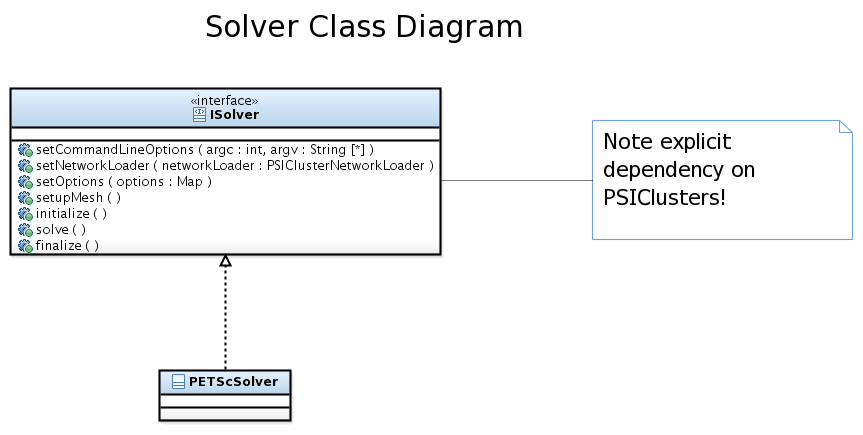 Solver Class Diagram
«interface»
ISolver
setCommandLineOptions ( argc : int, argv : String [*] )
setNetworkLoader ( networkLoader : PSIClusterNetworkLoader )
setOptions ( options : Map )
setupMesh ( )
initialize ( )
solve ( )
finalize ( )
Note explicit
dependency on
PSIClusters!
PETScSolver